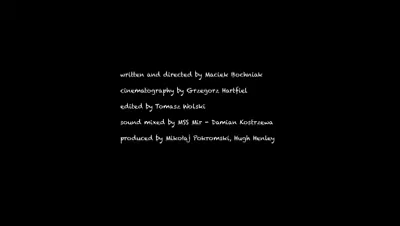 written and directed by Maciek Bochniak
cinematography by Grzegorz Hartfiel
edited by Tomasz Wolski
sound mixed by MSS Mir - Damian Kostrzewa
produced by Mikołaj Pokromski, Hugh Henley